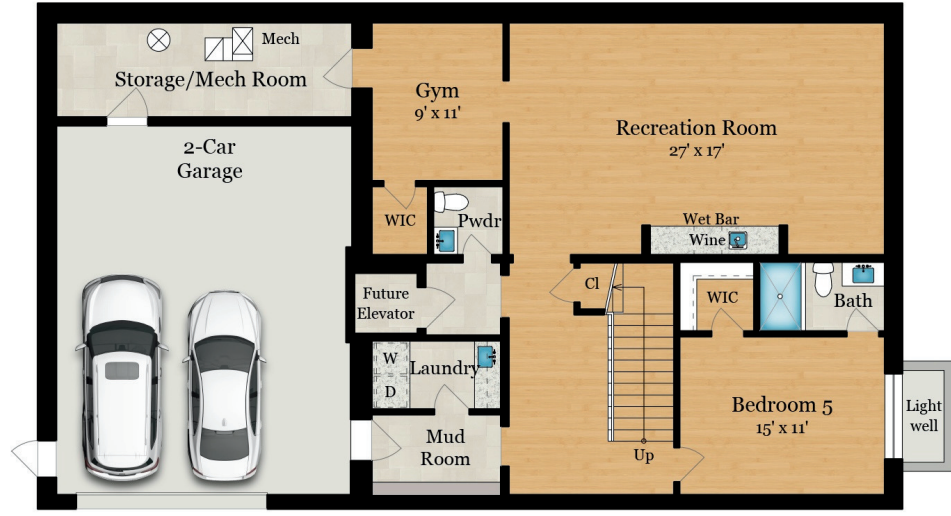 Mech
Storage/Mech Room
Gym
9' x 11'
Recreation Room
27' x 17'
2-Car
Garage
WIC
Pwdr
Wet Bar
Wine
Future
Elevator
Cl
WIC
Bath
W
D
Laundry
Mud
Room
Up
Bedroom 5
15' x 11'
Light
well